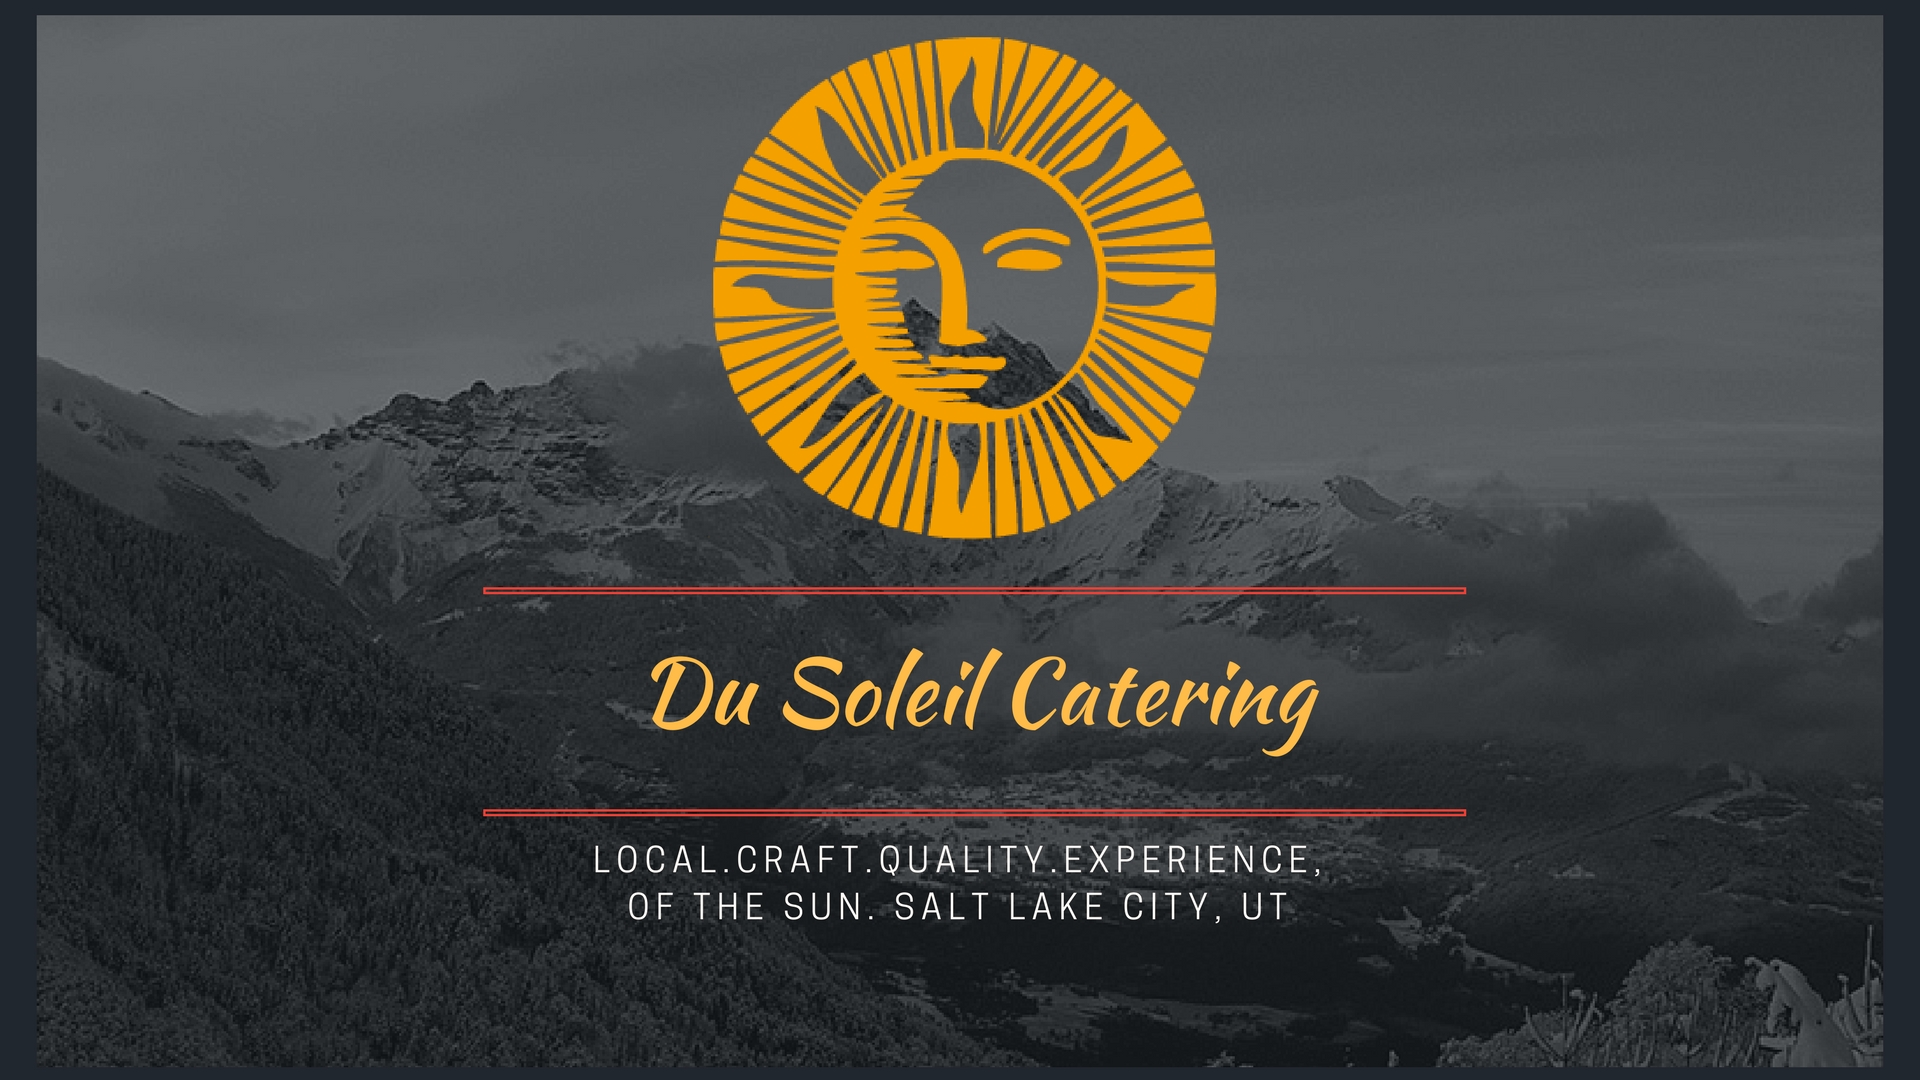 Du Soleil Catering
LOCAL.CRAFT.QUALITY.EXPERIENCE,
OF THE SUN. SALT LAKE CITY, UT